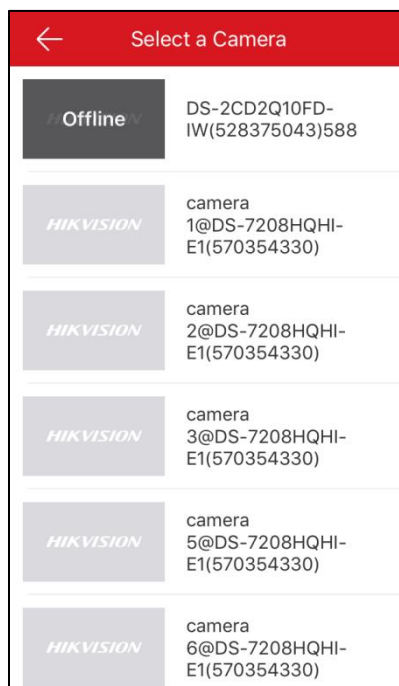 Select a Camera
Offline
DS-2CD2Q10FD-
IW(528375043)588
HIKVISION
camera
1@DS-7208HQHI-
E1(570354330)
HIKVISION
camera
2@DS-7208HQHI-
E1(570354330)
HIKVISION
camera
3@DS-7208HQHI-
E1(570354330)
HIKVISION
camera
5@DS-7208HQHI-
E1(570354330)
HIKVISION
camera
6@DS-7208HQHI-
E1(570354330)